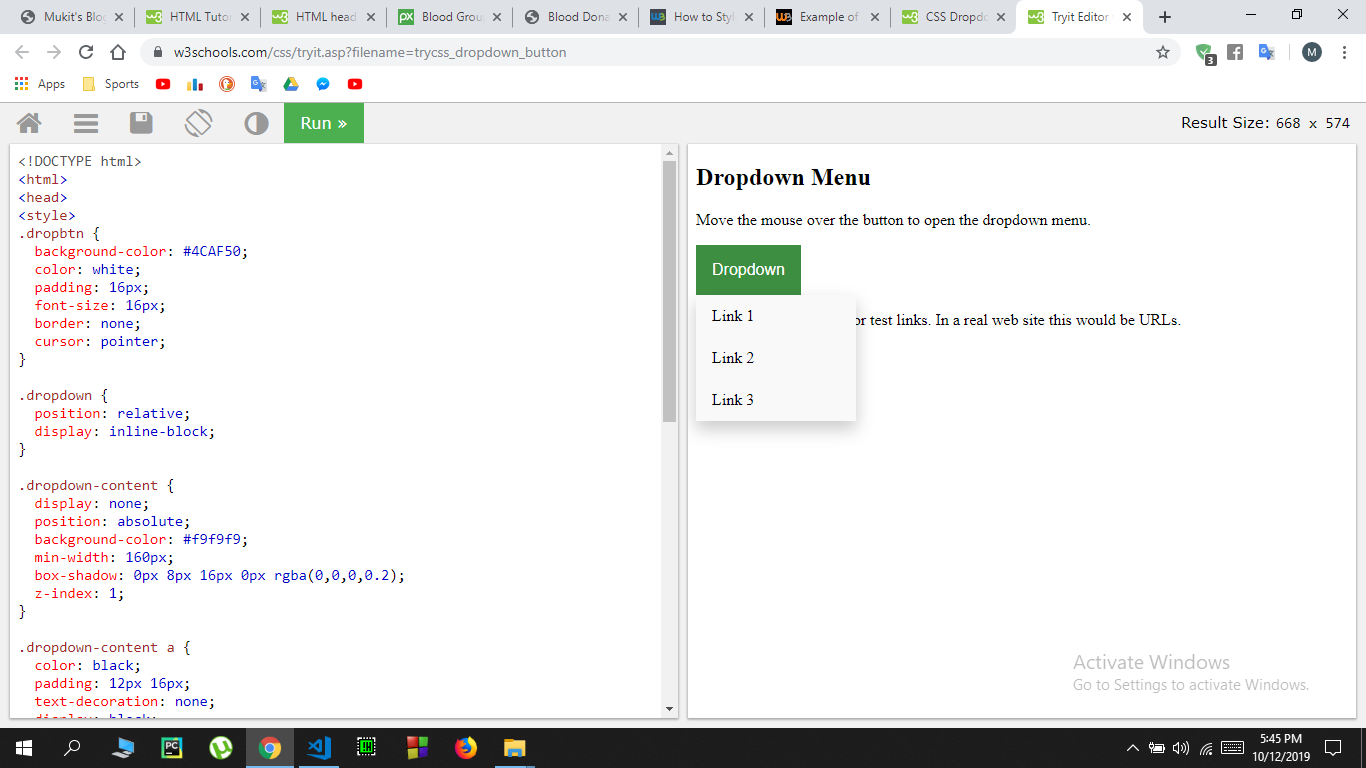 Mukit's Blo
HTML Tuto
HTML head
Blood Grou
Blood Dona
How to Styl
Example of
CSS Dropdo
Tryit Editor
w3schools.com/css/tryit.asp?filename=trycss_dropdown_button
3
M
Apps
Sports
Run »
Result Size: 668 x 574
<!DOCTYPE html>
<html>
<head>
<style>
.dropbtn {
  background-color: #4CAF50;
  color: white;
  padding: 16px;
  font-size: 16px;
  border: none;
  cursor: pointer;
}
.dropdown {
  position: relative;
  display: inline-block;
}
.dropdown-content {
  display: none;
  position: absolute;
  background-color: #f9f9f9;
  min-width: 160px;
  box-shadow: 0px 8px 16px 0px rgba(0,0,0,0.2);
  z-index: 1;
}
.dropdown-content a {
  color: black;
  padding: 12px 16px;
  text-decoration: none;
  display: block;
Dropdown Menu
Move the mouse over the button to open the dropdown menu.
Dropdown
Link 1
or test links. In a real web site this would be URLs.
Link 2
Link 3
Activate Windows
Go to Settings to activate Windows.
PC
5:45 PM
10/12/2019